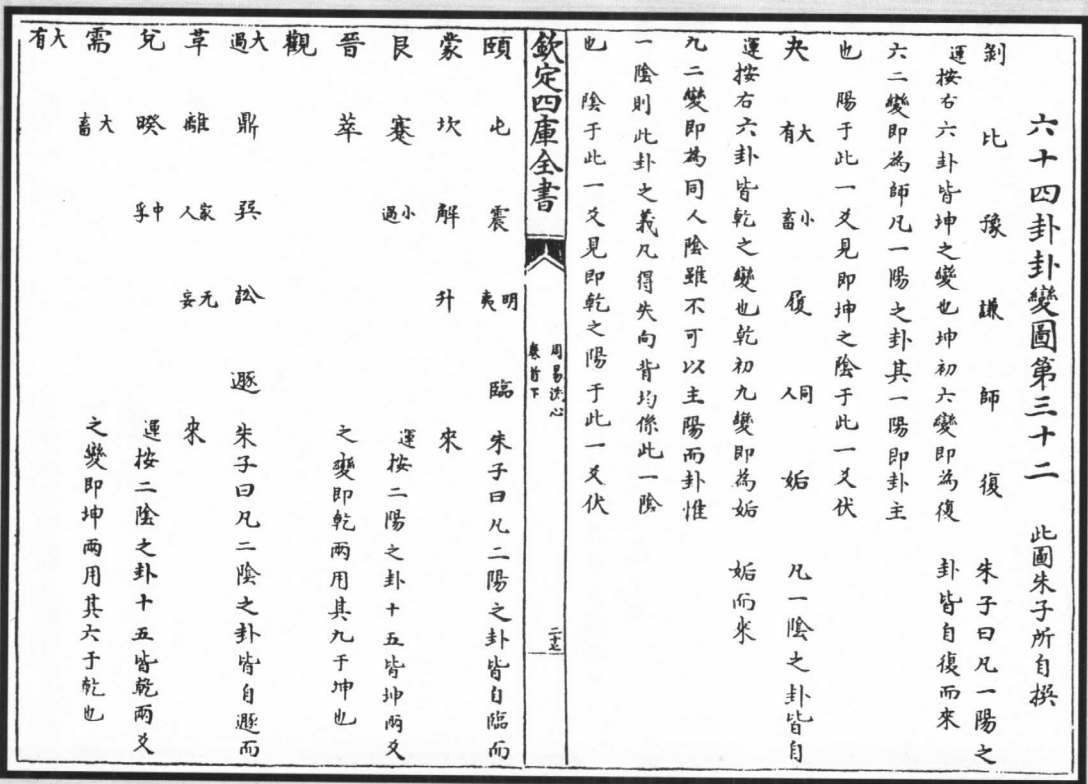 六十四卦卦變圖第三十二 此圖朱子所自撰
剝 比 豫 謙 師 復 朱子曰凡一陽之
卦皆自復而來
運按右六卦皆坤之變也坤初六變即為復
六二變即為師凡一陽之卦其一陽即卦主
也 陽于此一爻見即坤之陰于此一爻伏
夬 大有 小畜 履 同人 姤 凡一陰之卦皆自
姤而來
運按右六卦皆乾之變也乾初九變即為姤
九二變即為同人陰雖不可以主陽而卦惟
一陰則此卦之義凡得失向背均係此一陰
也 陰于此一爻見即乾之陽于此一爻伏
欽定四庫全書
周易洗心
卷首下
二十七
頤 屯 震 明夷 臨 朱子曰凡二陽之卦皆自臨而
蒙 坎 解 升 來
艮 蹇 小過 運按二陽之卦十五皆坤兩爻
晉 萃 之變即乾兩用其九于坤也
觀
大過 鼎 巽 訟 遯 朱子曰凡二陰之卦皆自遯而
革 離 家人 无妄 來
兌 睽 中孚 運按二陰之卦十五皆乾兩爻
需 大畜 之變即坤兩用其六于乾也
大有